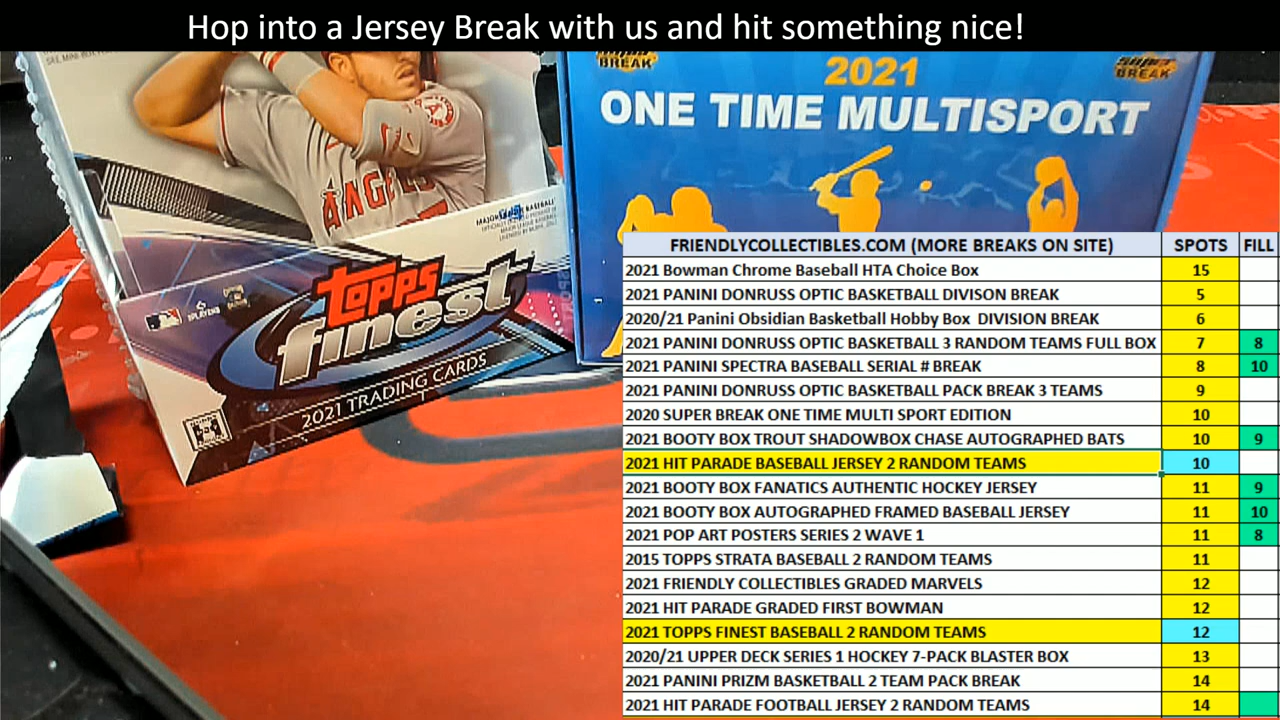 Hop into a Jersey Break with us and hit something nice!
BREAK
super
BREAK
2021
ONE TIME MULTISPORT
ANGELS
MAJOR LEAGUE BASEBALL
topps
finest
2021 TRADING CARDS
FRIENDLYCOLLECTIBLES.COM (MORE BREAKS ON SITE) SPOTS FILL
2021 Bowman Chrome Baseball HTA Choice Box 15
2021 PANINI DONRUSS OPTIC BASKETBALL DIVISON BREAK 5
2020/21 Panini Obsidian Basketball Hobby Box DIVISION BREAK 6
2021 PANINI DONRUSS OPTIC BASKETBALL 3 RANDOM TEAMS FULL BOX 7 8
2021 PANINI SPECTRA BASEBALL SERIAL # BREAK 8 10
2021 PANINI DONRUSS OPTIC BASKETBALL PACK BREAK 3 TEAMS 9
2020 SUPER BREAK ONE TIME MULTI SPORT EDITION 10
2021 BOOTY BOX TROUT SHADOWBOX CHASE AUTOGRAPHED BATS 10 9
2021 HIT PARADE BASEBALL JERSEY 2 RANDOM TEAMS 10
2021 BOOTY BOX FANATICS AUTHENTIC HOCKEY JERSEY 11 9
2021 BOOTY BOX AUTOGRAPHED FRAMED BASEBALL JERSEY 11 10
2021 POP ART POSTERS SERIES 2 WAVE 1 11 8
2015 TOPPS STRATA BASEBALL 2 RANDOM TEAMS 11
2021 FRIENDLY COLLECTIBLES GRADED MARVELS 12
2021 HIT PARADE GRADED FIRST BOWMAN 12
2021 TOPPS FINEST BASEBALL 2 RANDOM TEAMS 12
2020/21 UPPER DECK SERIES 1 HOCKEY 7-PACK BLASTER BOX 13
2021 PANINI PRIZM BASKETBALL 2 TEAM PACK BREAK 14
2021 HIT PARADE FOOTBALL JERSEY 2 RANDOM TEAMS 14